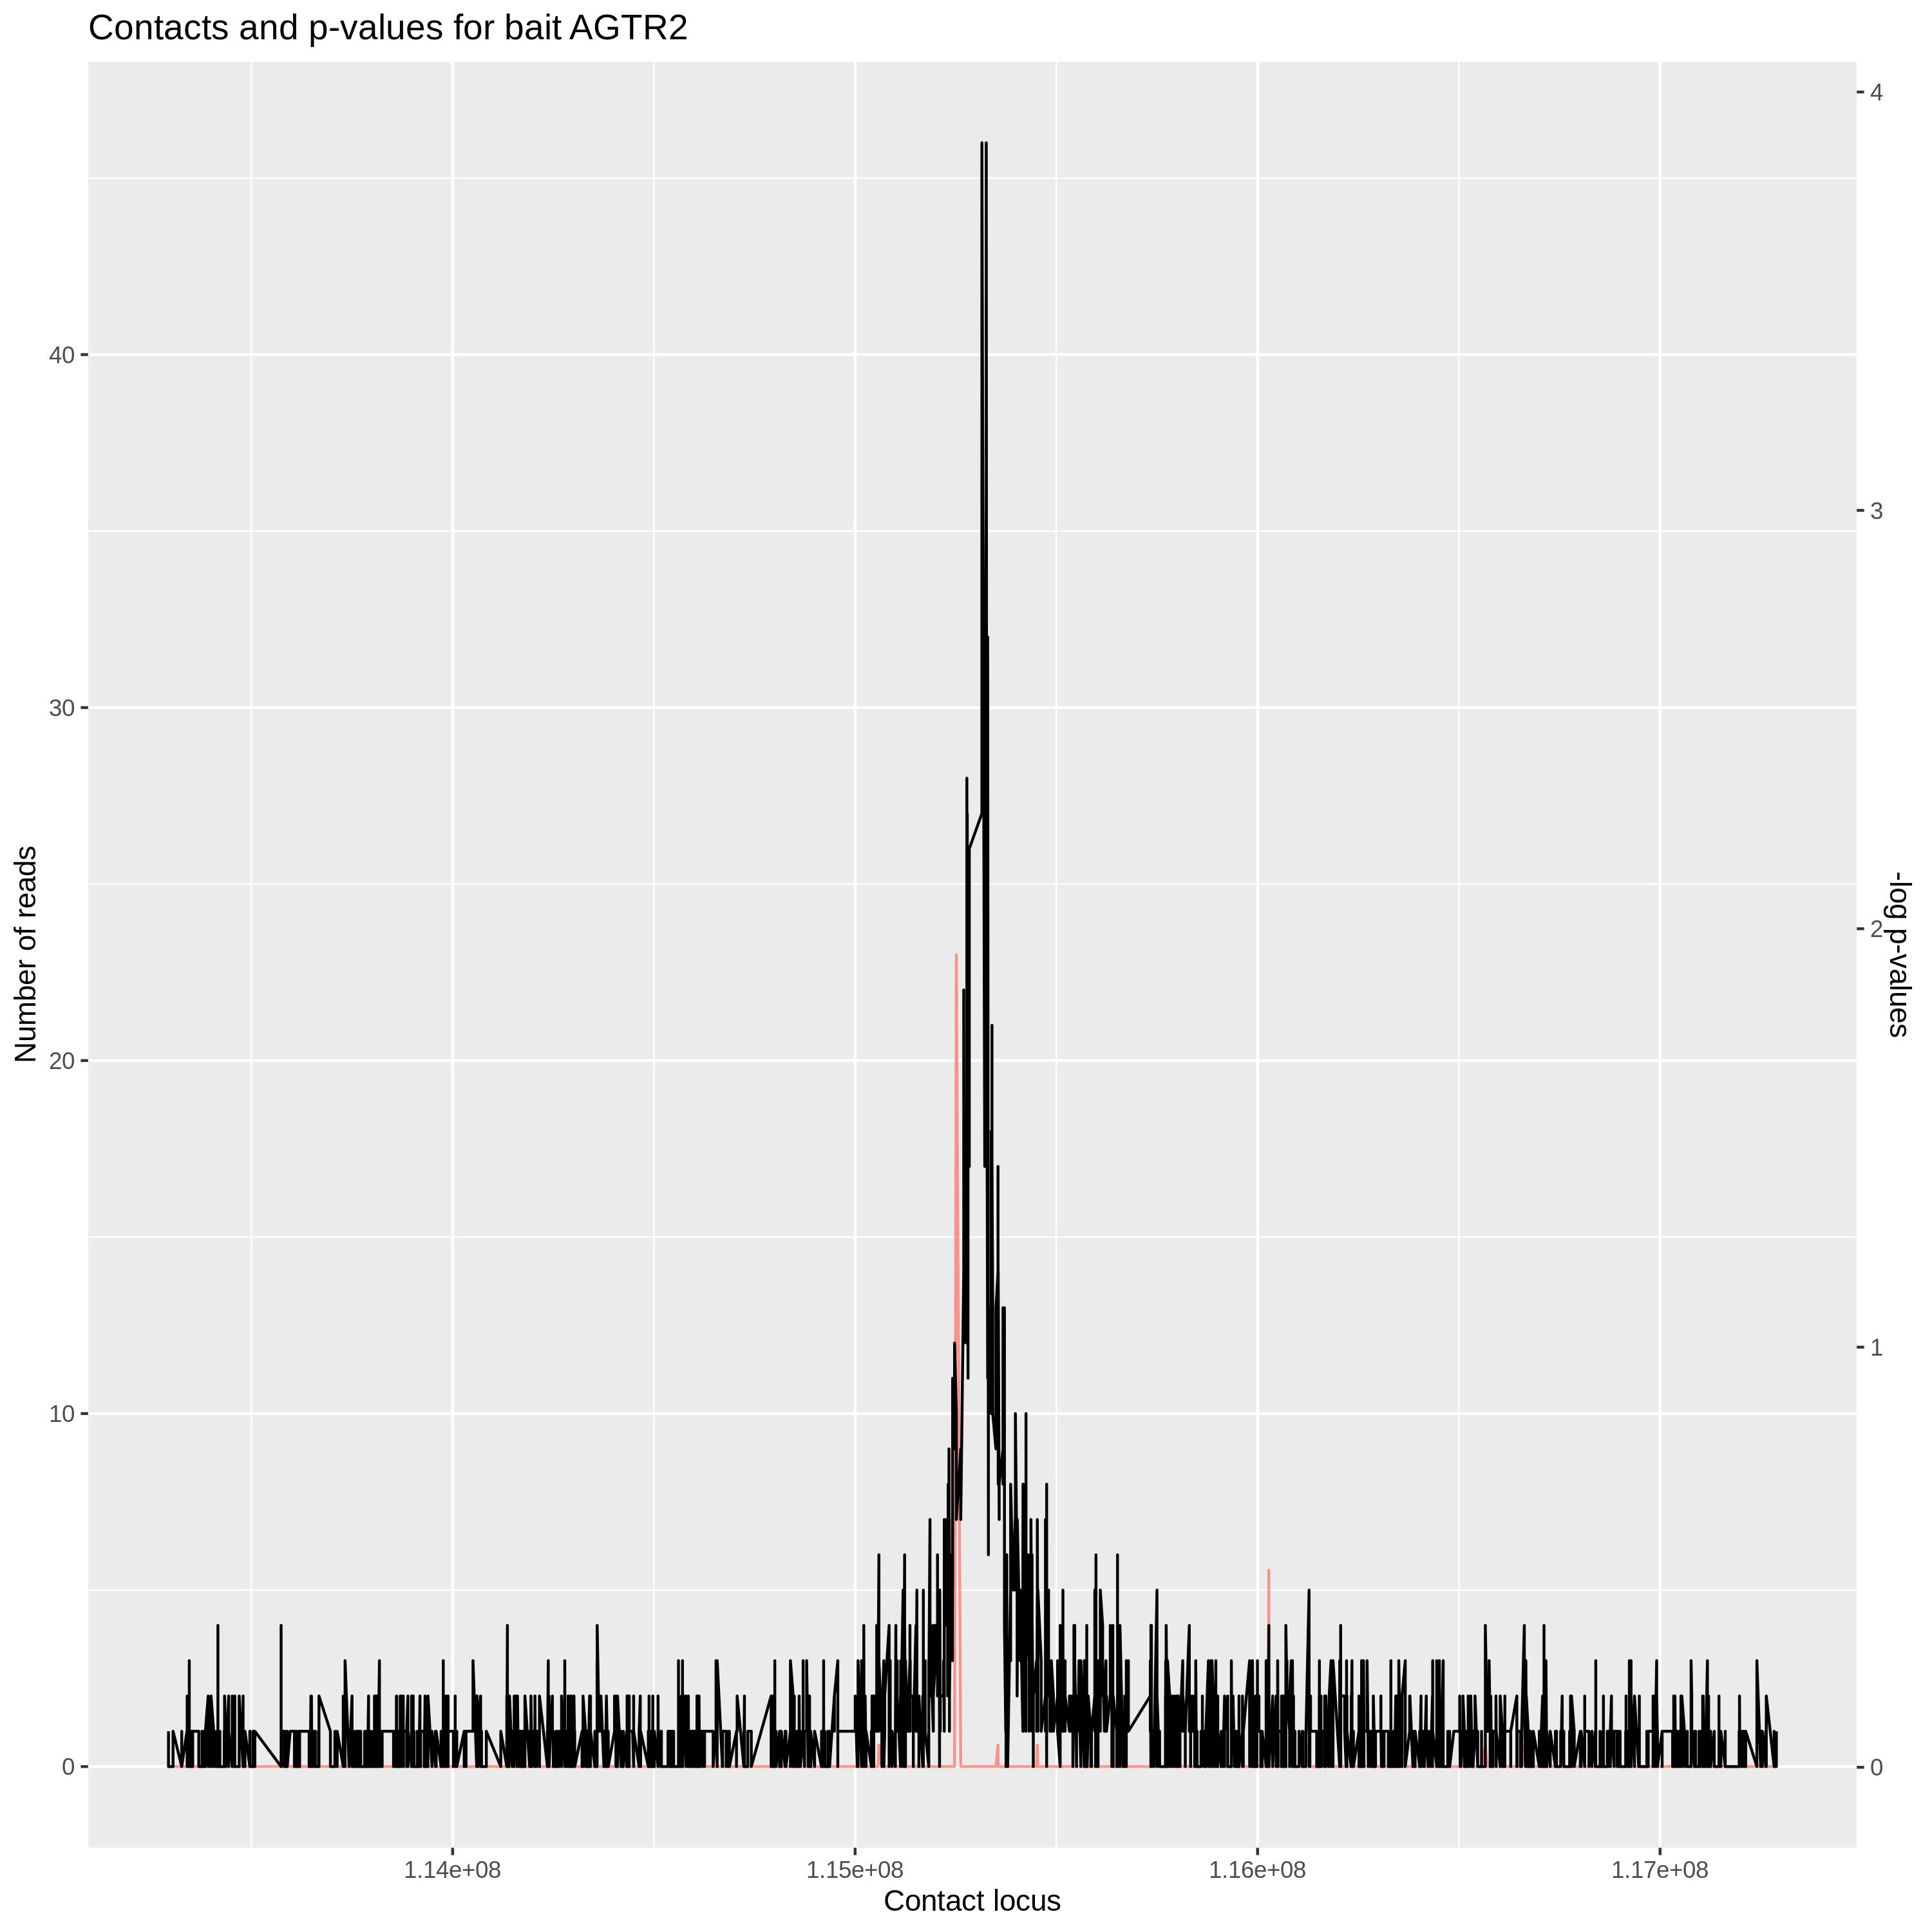 Contacts and p-values for bait AGTR2
Number of reads
40
30
20
10
0
4
3
2
1
0
-log p-values
1.14e+08
1.15e+08
1.16e+08
1.17e+08
Contact locus